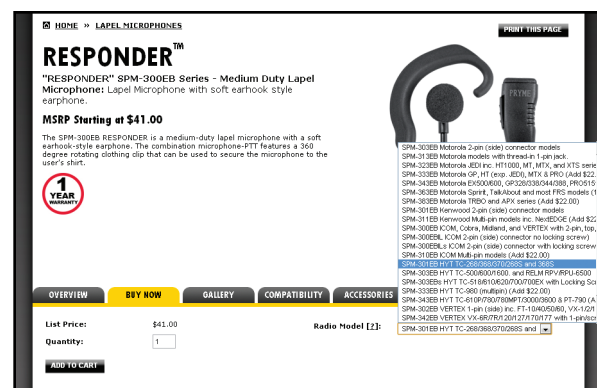 HOME » LAPEL MICROPHONES
PRINT THIS PAGE
RESPONDER™
"RESPONDER" SPM-300EB Series - Medium Duty Lapel
Microphone: Lapel Microphone with soft earhook style
earphone.
MSRP Starting at $41.00
The SPM-300EB RESPONDER is a medium-duty lapel microphone with a soft
earhook-style earphone. The combination microphone-PTT features a 360
degree rotating clothing clip that can be used to secure the microphone to the
user's shirt.
1
YEAR
WARRANTY
PRYME
SPM-303EB Motorola 2-pin (side) connector models
SPM-313EB Motorola models with thread-in 1-pin jack.
SPM-323EB Motorola JEDI inc. HT1000, MT, MTX, and XTS serie
SPM-333EB Motorola GP, HT (exp. JEDI), MTX & PRO (Add $22.
SPM-343EB Motorola EX500/600, GP328/338/344/388, PRO515
SPM-363EB Motorola Sprint, TalkAbout and most FRS models (1
SPM-383EB Motorola TRBO and APX series (Add $22.00)
SPM-301EB Kenwood 2-pin (side) connector models
SPM-311EB Kenwood Multi-pin models inc. NextEDGE (Add $22
SPM-300EB ICOM, Cobra, Midland, and VERTEX with 2-pin, top,
SPM-300EBIL ICOM 2-pin (side) connector no locking screw)
SPM-300EBILs ICOM 2-pin (side) connector with locking screw
SPM-310EB ICOM Multi-pin models (Add $22.00)
SPM-301EB HYT TC-268/368/370/268S and 368S
SPM-303EB HYT TC-500/600/1600. and RELM RPV/RPU-6500
SPM-303EBs HYT TC-518/610/620/700/700EX with Locking Sc
SPM-333EB HYT TC-980 (multipin) (Add $22.00)
SPM-343EB HYT TC-610P/780/780MPT/3000/3600 & PT-790 (A
SPM-302EB VERTEX 1-pin (side) inc. FT-10/40/50/60, VX-1/2/1
SPM-342EB VERTEX VX-6R/7R/120/127/170/177 with 1-pin/scr
OVERVIEW
BUY NOW
GALLERY
COMPATIBILITY
ACCESSORIES
List Price: $41.00
Radio Model [?]: SPM-301EB HYT TC-268/368/370/268S and
Quantity: 1
ADD TO CART